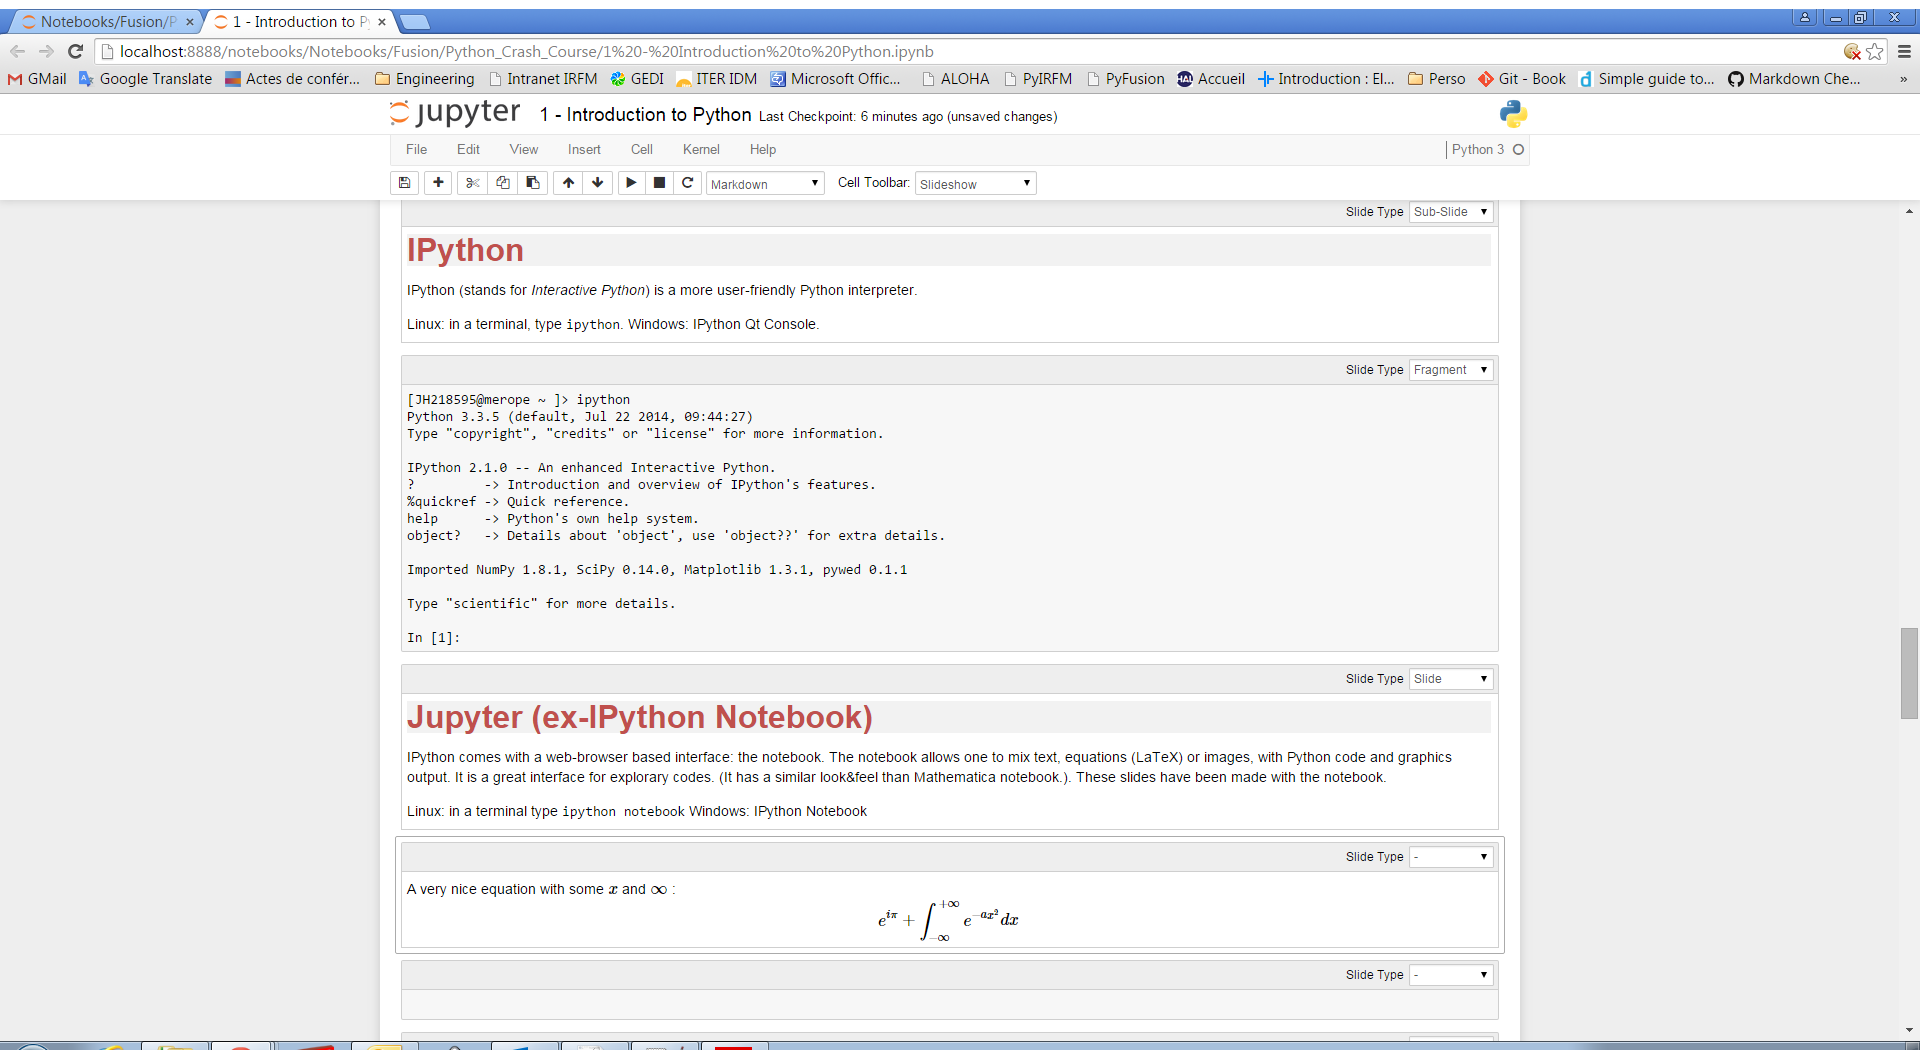 Notebooks/Fusion/P
1 - Introduction to P
localhost:8888/notebooks/Notebooks/Fusion/Python_Crash_Course/1%20-%20Introduction%20to%20Python.ipynb
GMail Google Translate Actes de confér... Engineering Intranet IRFM GEDI ITER IDM Microsoft Offic... ALOHA PyIRFM PyFusion HAL Accueil Introduction : El... Perso Git - Book d Simple guide to... Markdown Che... »
jupyter 1 - Introduction to Python Last Checkpoint: 6 minutes ago (unsaved changes)
File Edit View Insert Cell Kernel Help Python 3
Markdown Cell Toolbar: Slideshow
Slide Type Sub-Slide
IPython
IPython (stands for Interactive Python) is a more user-friendly Python interpreter.
Linux: in a terminal, type ipython. Windows: IPython Qt Console.
Slide Type Fragment
[JH218595@merope ~ ]> ipython
Python 3.3.5 (default, Jul 22 2014, 09:44:27)
Type "copyright", "credits" or "license" for more information.
IPython 2.1.0 -- An enhanced Interactive Python.
? -> Introduction and overview of IPython's features.
%quickref -> Quick reference.
help -> Python's own help system.
object? -> Details about 'object', use 'object??' for extra details.
Imported NumPy 1.8.1, SciPy 0.14.0, Matplotlib 1.3.1, pywed 0.1.1
Type "scientific" for more details.
In [1]:
Slide Type Slide
Jupyter (ex-IPython Notebook)
IPython comes with a web-browser based interface: the notebook. The notebook allows one to mix text, equations (LaTeX) or images, with Python code and graphics
output. It is a great interface for explorary codes. (It has a similar look&feel than Mathematica notebook.). These slides have been made with the notebook.
Linux: in a terminal type ipython notebook Windows: IPython Notebook
Slide Type -
A very nice equation with some x and ∞ :
e^{iπ} + ∫_{−∞}^{+∞} e^{−ax²} dx
Slide Type -